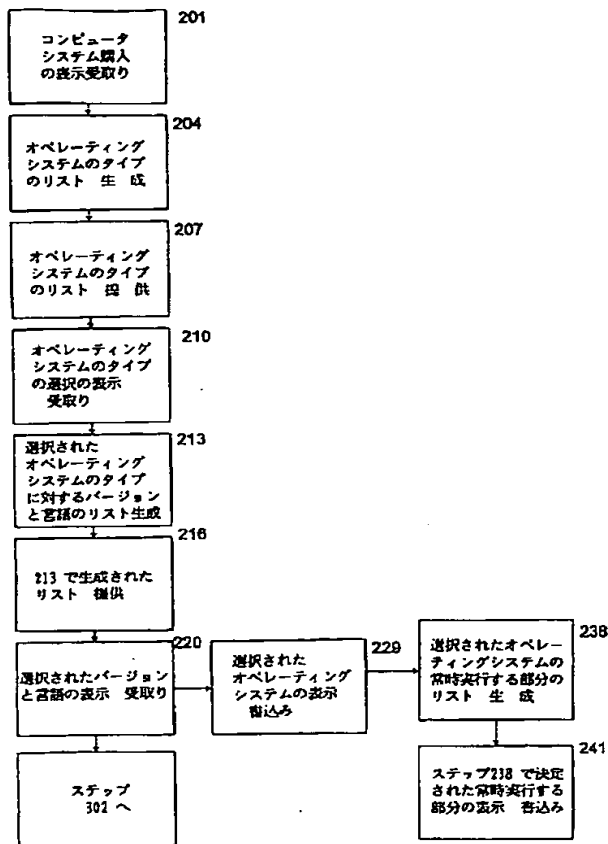 201
コンピュータ
システム購入
の表示受取り
204
オペレーティング
システムのタイプ
のリスト 生 成
207
オペレーティング
システムのタイプ
のリスト 提 供
210
オペレーティング
システムのタイプ
の選択の表示
受取り
213
選択された
オペレーティング
システムのタイプ
に対するバージョン
と言語のリスト生成
216
213 で生成された
リスト 提供
220
選択されたバージョン
と言語の表示 受取り
229
選択された
オペレーティング
システムの表示
書込み
238
選択されたオペレー
ティングシステムの
常時実行する部分の
リスト 生 成
241
ステップ238 で決定
された常時実行する
部分の表示 書込み
ステップ
302 へ